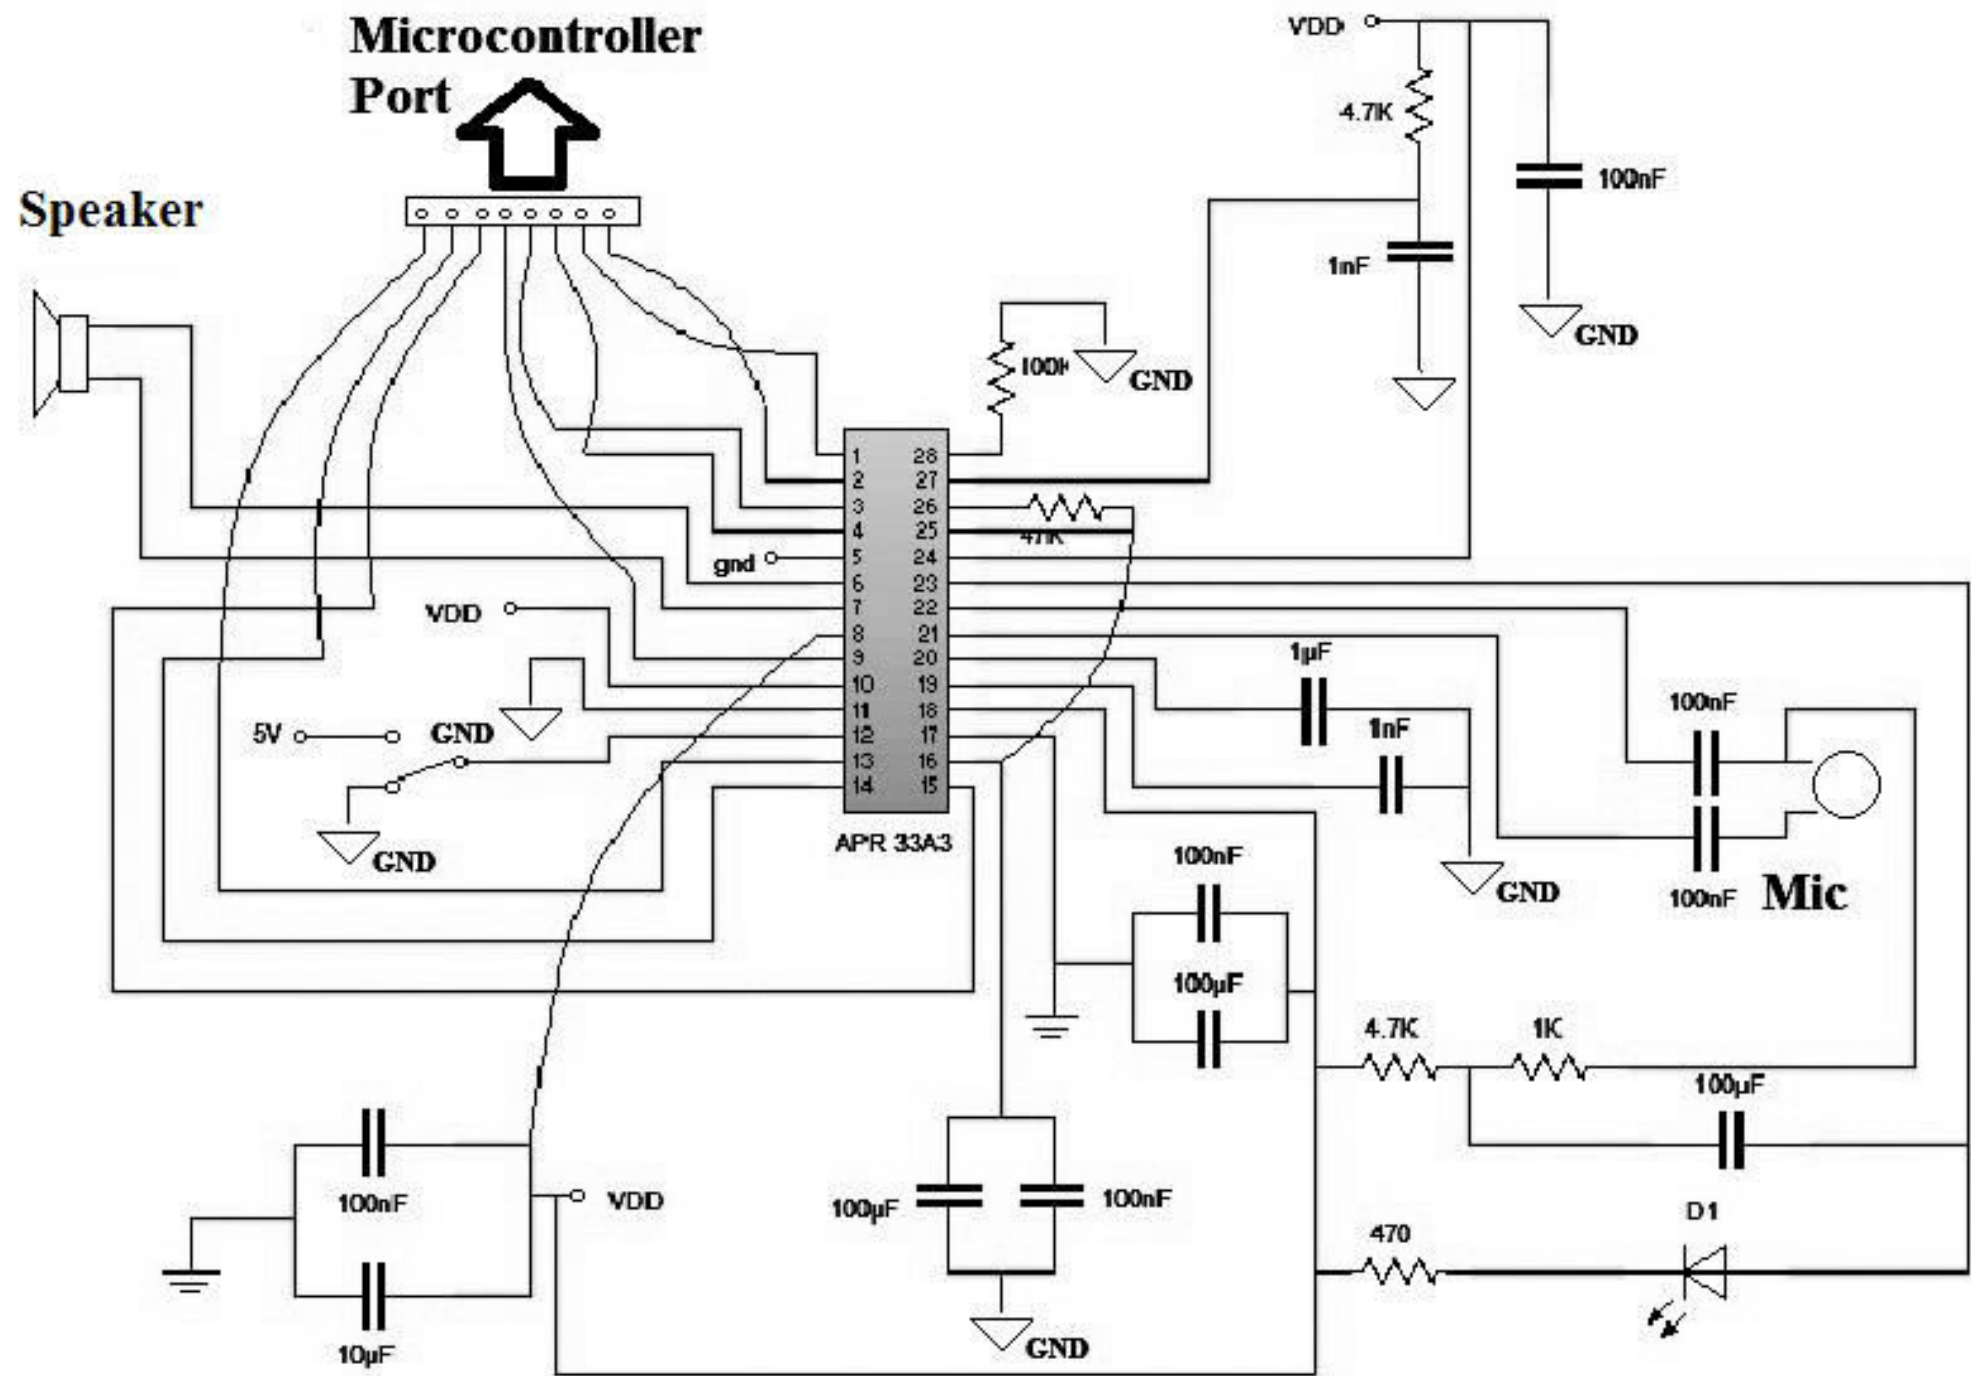 Microcontroller
Port
Speaker
VDD
4.7K
100nF
1nF
GND
100K
GND
1 28
2 27
3 26
4 25
gnd
5 24
6 23
7 22
8 21
9 20
10 19
11 18
12 17
13 16
14 15
47K
VDD
1µF
100nF
5V
GND
1nF
APR 33A3
GND
100nF
GND
100nF
Mic
100µF
4.7K
1K
100µF
100nF
VDD
100µF
100nF
D1
470
10µF
GND